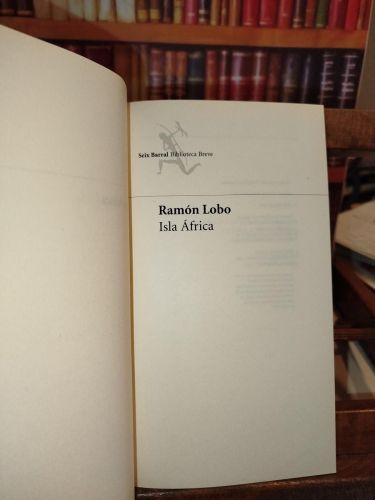 Seix Barral Biblioteca Breve
Ramón Lobo
Isla África